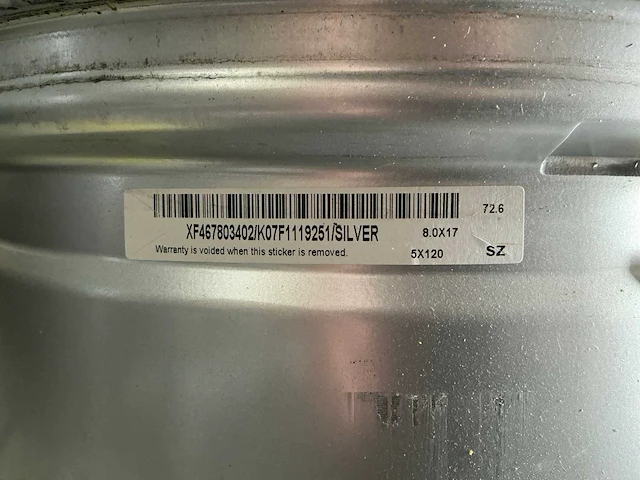 72.6
XF467803402/K07F1119251/SILVER 8.0X17
Warranty is voided when this sticker is removed. 5X120 SZ